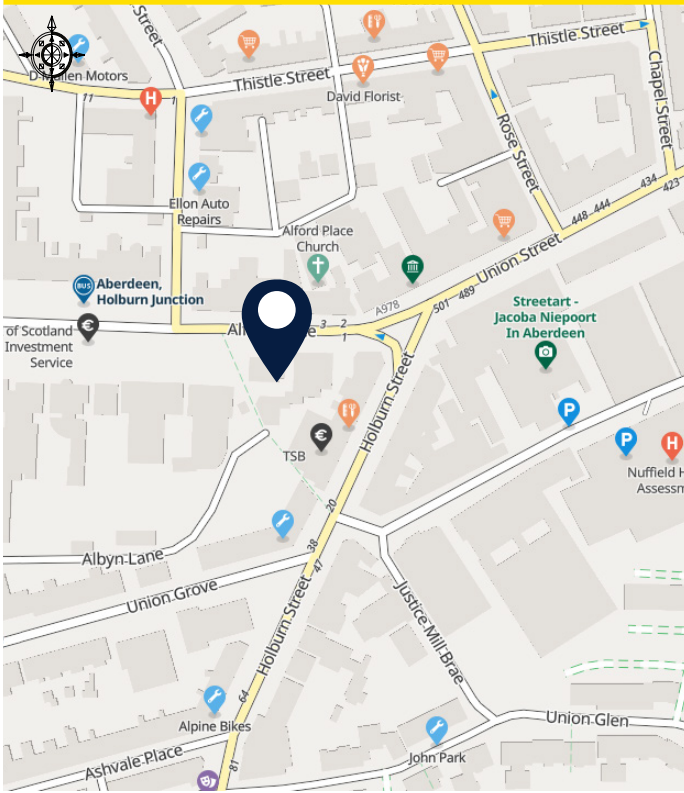 Street
Thistle Street
Chapel Street
Motors
11
1
H
Thistle Street
David Florist
Rose Street
Ellon Auto
Repairs
434
423
448
444
Alford Place
Church
Union Street
BUS
Aberdeen,
Holburn Junction
A978
489
501
Streetart -
Jacoba Niepoort
In Aberdeen
of Scotland
Investment
Service
€
3
2
1
Holburn Street
P
P
H
TSB
€
Nuffield H
Assessm
20
38
47
Albyn Lane
Union Grove
Holburn Street
Justice Mill Brae
64
Alpine Bikes
Union Glen
John Park
Ashvale Place
81